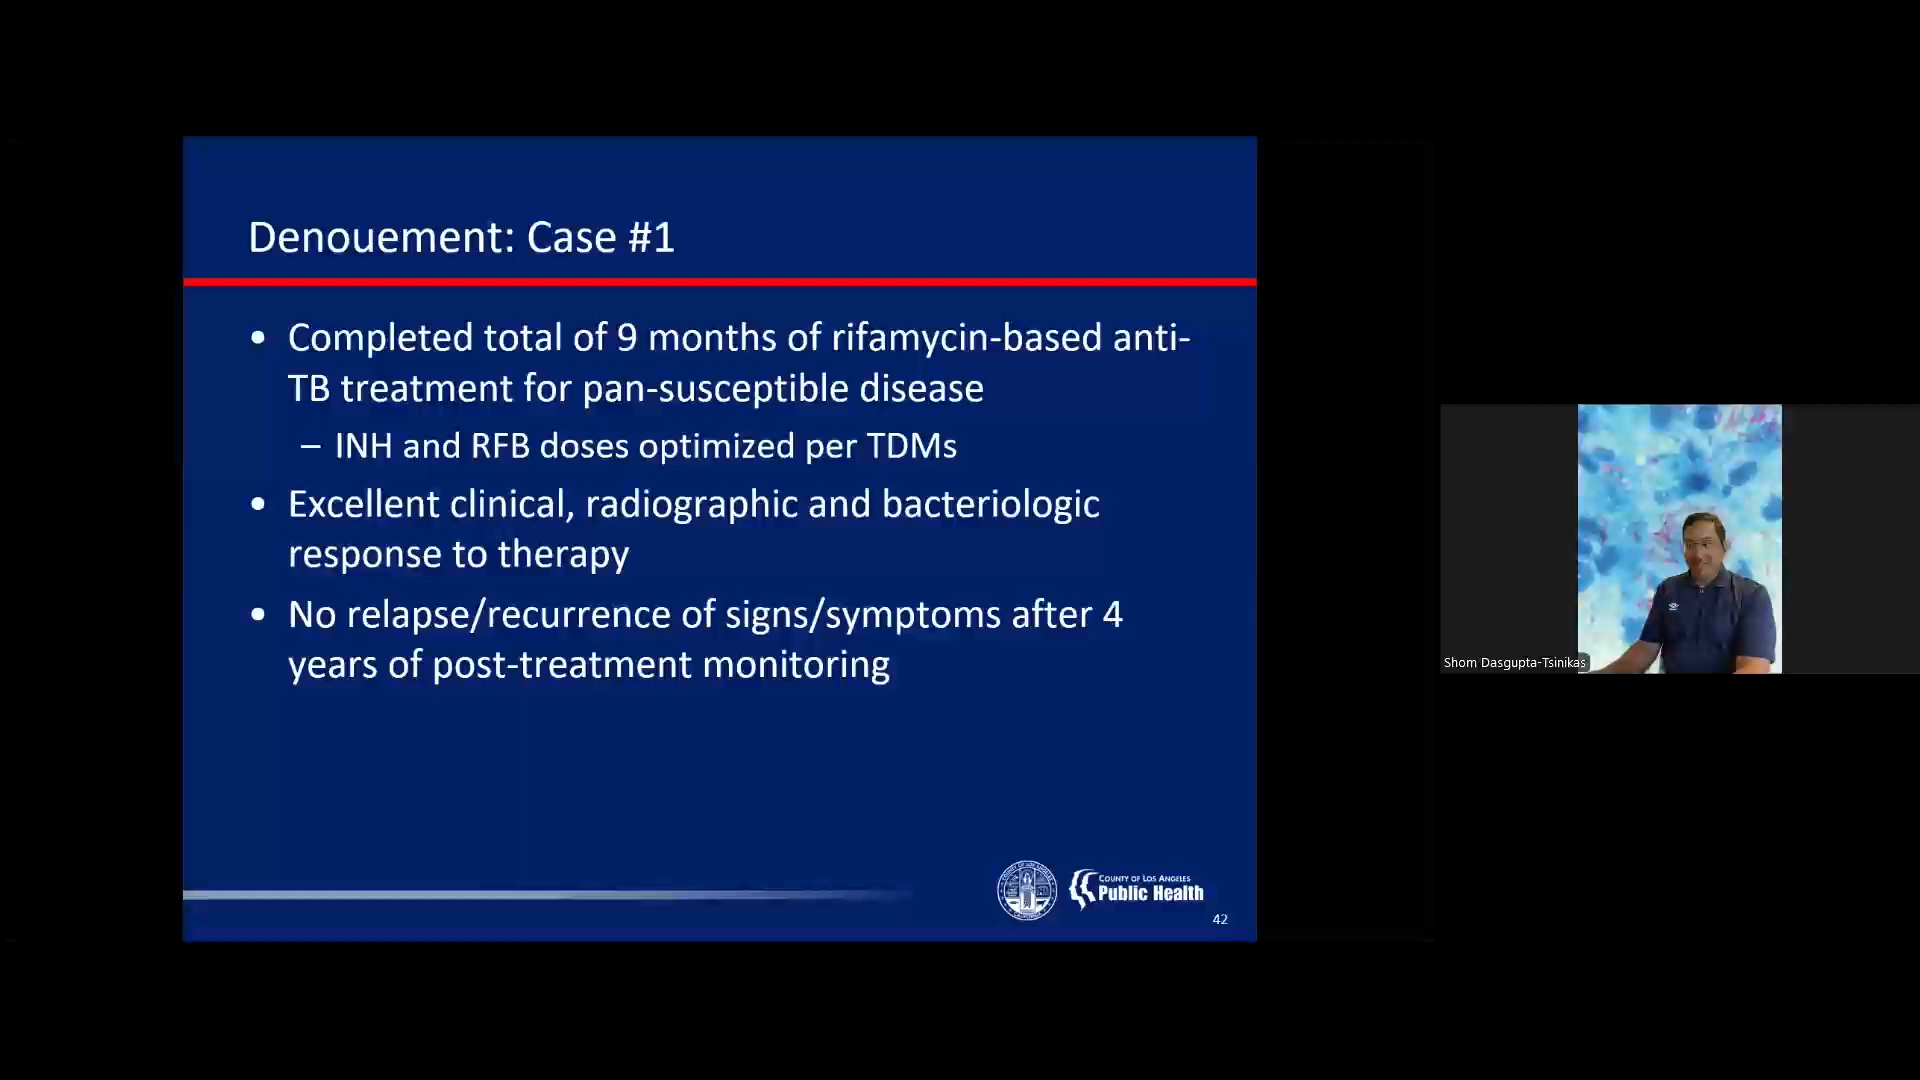 Denouement: Case #1
• Completed total of 9 months of rifamycin-based anti-
TB treatment for pan-susceptible disease
– INH and RFB doses optimized per TDMs
• Excellent clinical, radiographic and bacteriologic
response to therapy
• No relapse/recurrence of signs/symptoms after 4
years of post-treatment monitoring
County of Los Angeles
Public Health
42
Shom Dasgupta-Tsinikas